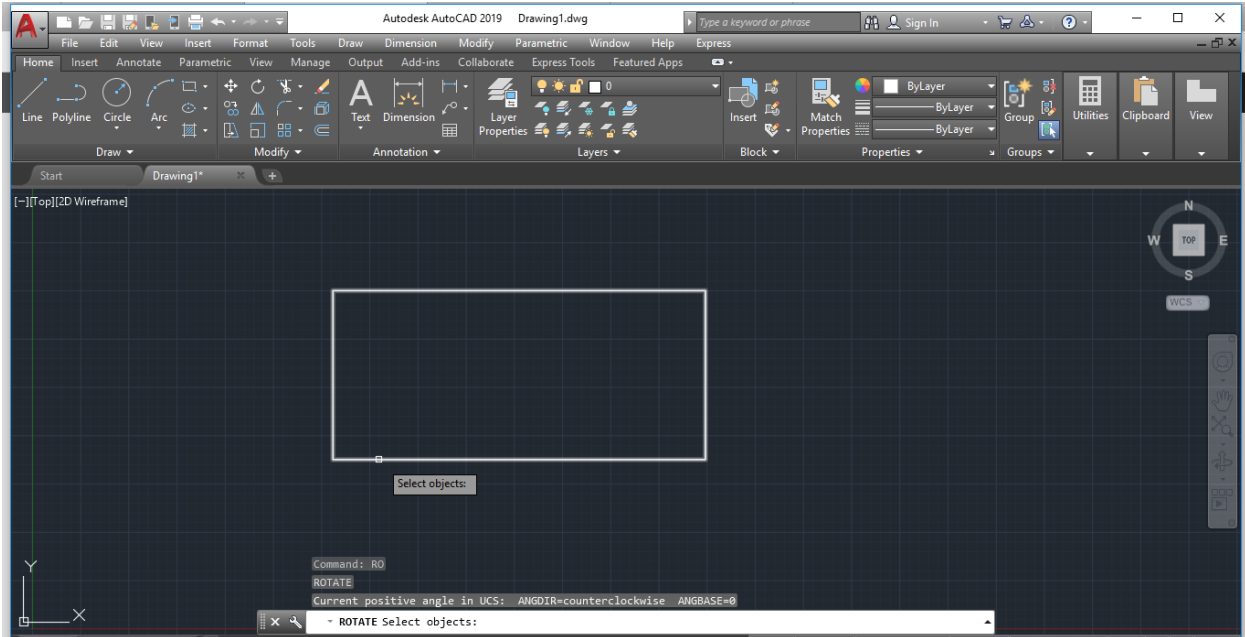 A Autodesk AutoCAD 2019 Drawing1.dwg Type a keyword or phrase Sign In ?
File Edit View Insert Format Tools Draw Dimension Modify Parametric Window Help Express
Home Insert Annotate Parametric View Manage Output Add-ins Collaborate Express Tools Featured Apps
0 ByLayer
A ByLayer
Line Polyline Circle Arc Text Dimension Layer Properties Insert Match Properties ByLayer Group Utilities Clipboard View
Draw Modify Annotation Layers Block Properties Groups
Start Drawing1* +
[−][Top][2D Wireframe]
N
W TOP E
S
WCS
Select objects:
Command: RO
ROTATE
Current positive angle in UCS: ANGDIR=counterclockwise ANGBASE=0
Y
X
ROTATE Select objects: